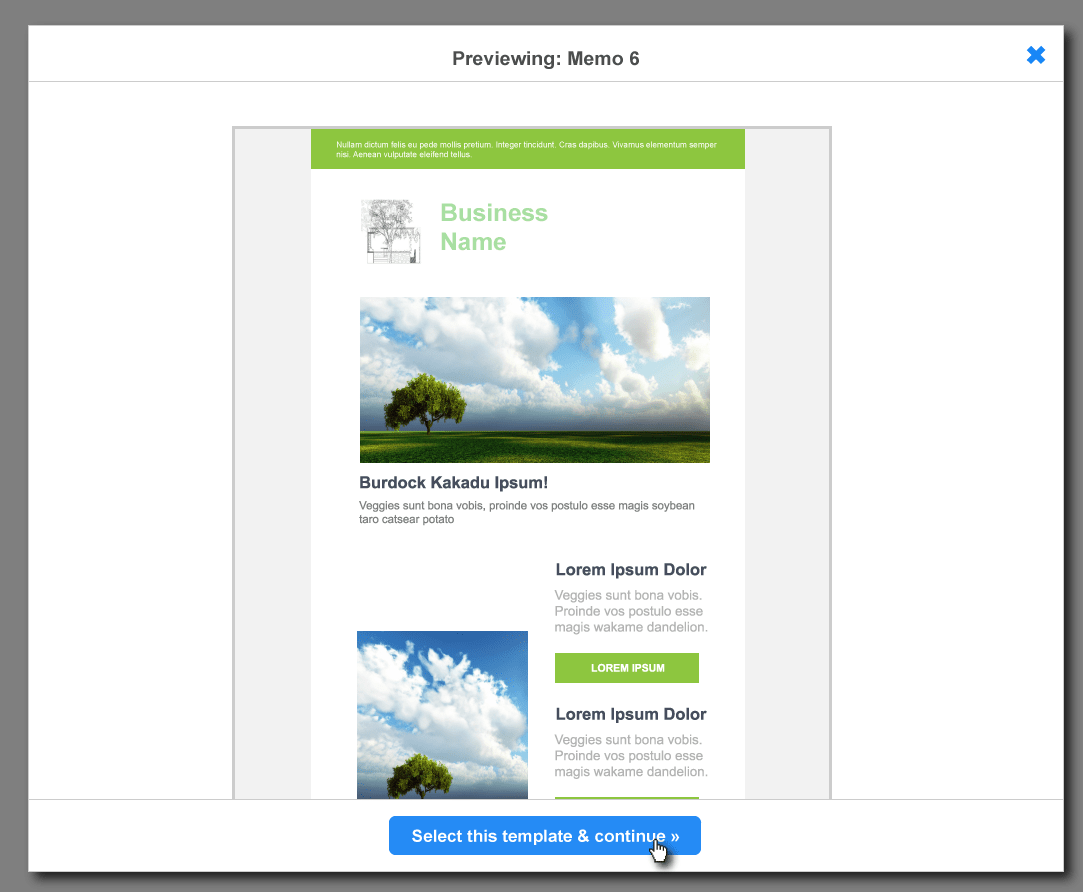 Previewing: Memo 6
Nullam dictum felis eu pede mollis pretium. Integer tincidunt. Cras dapibus. Vivamus elementum semper
nisi. Aenean vulputate eleifend tellus.
Business
Name
Burdock Kakadu Ipsum!
Veggies sunt bona vobis, proinde vos postulo esse magis soybean
taro catsear potato
Lorem Ipsum Dolor
Veggies sunt bona vobis.
Proinde vos postulo esse
magis wakame dandelion.
LOREM IPSUM
Lorem Ipsum Dolor
Veggies sunt bona vobis.
Proinde vos postulo esse
magis wakame dandelion.
Select this template & continue »